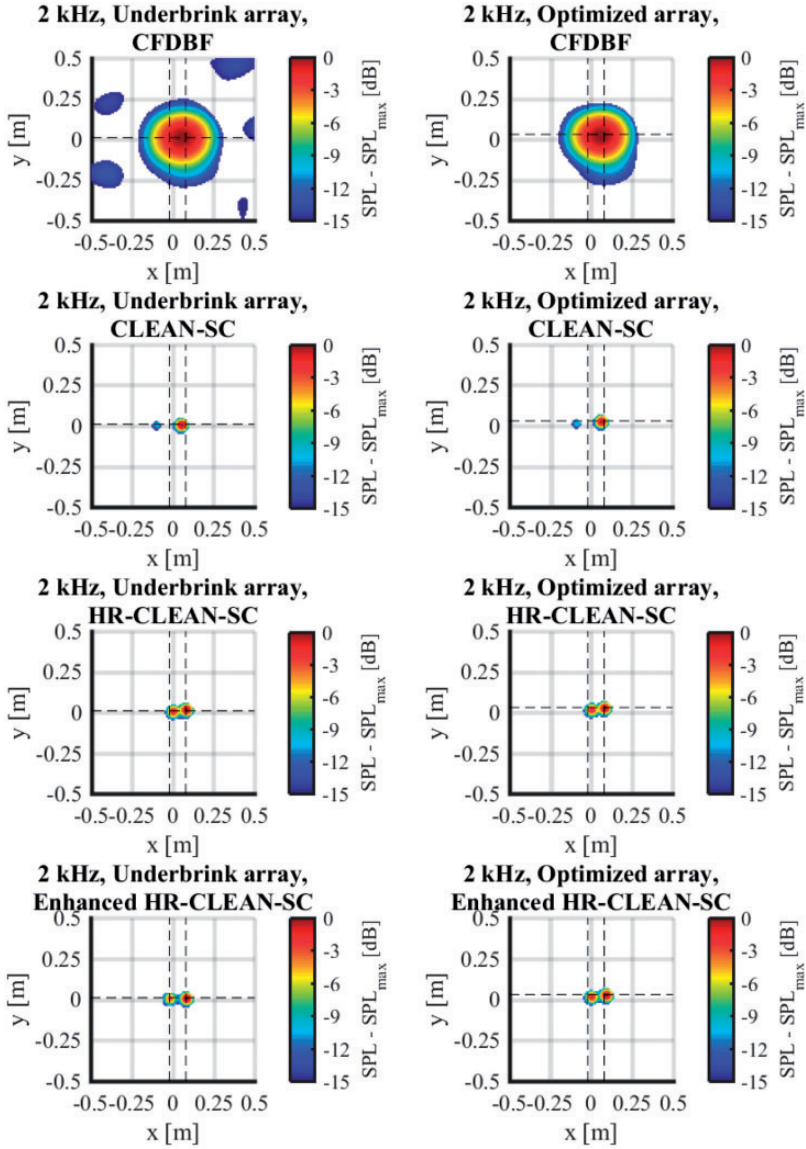 2 kHz, Underbrink array,
CFDBF
0.5
0.25
0
-0.25
-0.5
y [m]
-0.5-0.25 0 0.25 0.5
x [m]
0
-3
-6
-9
-12
-15
SPL - SPLmax [dB]
2 kHz, Optimized array,
CFDBF
0.5
0.25
0
-0.25
-0.5
y [m]
-0.5-0.25 0 0.25 0.5
x [m]
0
-3
-6
-9
-12
-15
SPL - SPLmax [dB]
2 kHz, Underbrink array,
CLEAN-SC
0.5
0.25
0
-0.25
-0.5
y [m]
-0.5-0.25 0 0.25 0.5
x [m]
0
-3
-6
-9
-12
-15
SPL - SPLmax [dB]
2 kHz, Optimized array,
CLEAN-SC
0.5
0.25
0
-0.25
-0.5
y [m]
-0.5-0.25 0 0.25 0.5
x [m]
0
-3
-6
-9
-12
-15
SPL - SPLmax [dB]
2 kHz, Underbrink array,
HR-CLEAN-SC
0.5
0.25
0
-0.25
-0.5
y [m]
-0.5-0.25 0 0.25 0.5
x [m]
0
-3
-6
-9
-12
-15
SPL - SPLmax [dB]
2 kHz, Optimized array,
HR-CLEAN-SC
0.5
0.25
0
-0.25
-0.5
y [m]
-0.5-0.25 0 0.25 0.5
x [m]
0
-3
-6
-9
-12
-15
SPL - SPLmax [dB]
2 kHz, Underbrink array,
Enhanced HR-CLEAN-SC
0.5
0.25
0
-0.25
-0.5
y [m]
-0.5-0.25 0 0.25 0.5
x [m]
0
-3
-6
-9
-12
-15
SPL - SPLmax [dB]
2 kHz, Optimized array,
Enhanced HR-CLEAN-SC
0.5
0.25
0
-0.25
-0.5
y [m]
-0.5-0.25 0 0.25 0.5
x [m]
0
-3
-6
-9
-12
-15
SPL - SPLmax [dB]